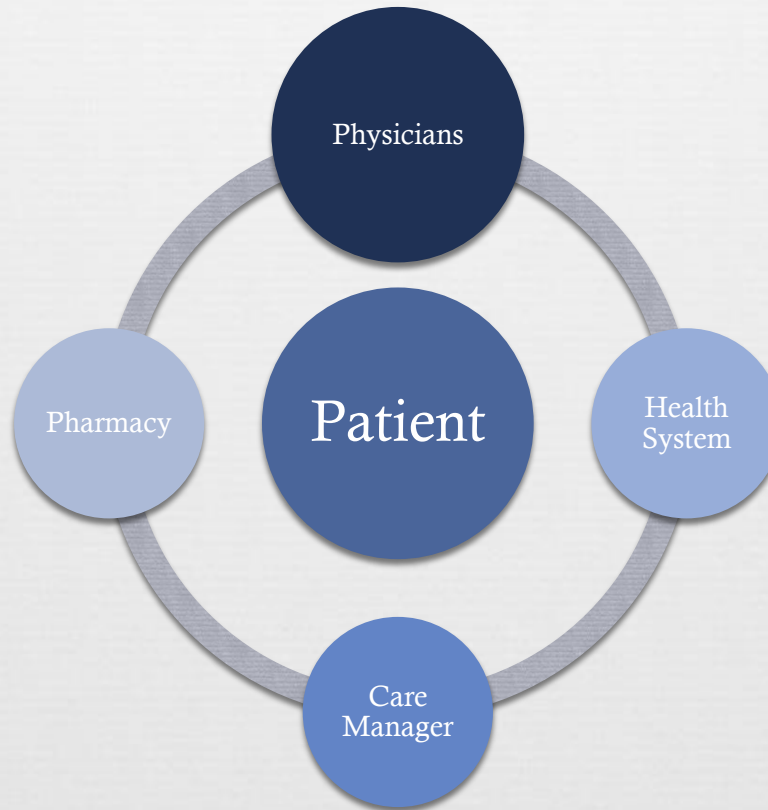 Physicians
Pharmacy
Patient
Health
System
Care
Manager